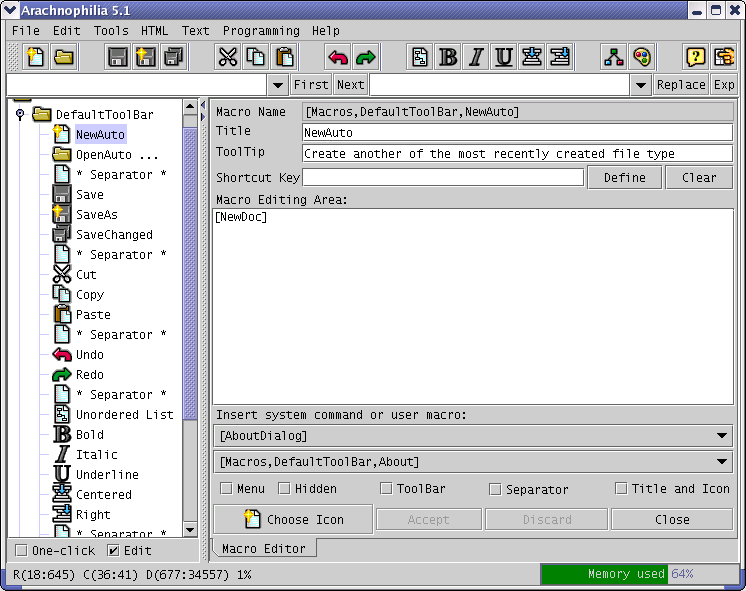 Arachnophilia 5.1
File Edit Tools HTML Text Programming Help
First Next Replace Exp
DefaultToolBar
NewAuto
OpenAuto ...
* Separator *
Save
SaveAs
SaveChanged
* Separator *
Cut
Copy
Paste
* Separator *
Undo
Redo
* Separator *
Unordered List
Bold
Italic
Underline
Centered
Right
* Separator *
One-click Edit
Macro Name [Macros,DefaultToolBar,NewAuto]
Title NewAuto
ToolTip Create another of the most recently created file type
Shortcut Key Define Clear
Macro Editing Area:
[NewDoc]
Insert system command or user macro:
[AboutDialog]
[Macros,DefaultToolBar,About]
Menu Hidden ToolBar Separator Title and Icon
Choose Icon Accept Discard Close
Macro Editor
R(18:645) C(36:41) D(677:34557) 1% Memory used 64%